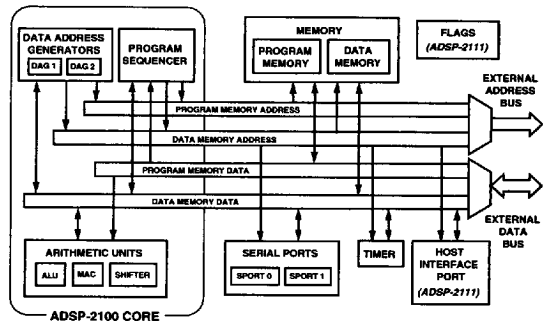 DATA ADDRESS
GENERATORS
DAG 1
DAG 2
PROGRAM
SEQUENCER
MEMORY
PROGRAM
MEMORY
DATA
MEMORY
FLAGS
(ADSP-2111)
EXTERNAL
ADDRESS
BUS
PROGRAM MEMORY ADDRESS
DATA MEMORY ADDRESS
PROGRAM MEMORY DATA
DATA MEMORY DATA
EXTERNAL
DATA
BUS
ARITHMETIC UNITS
ALU
MAC
SHIFTER
SERIAL PORTS
SPORT 0
SPORT 1
TIMER
HOST
INTERFACE
PORT
(ADSP-2111)
ADSP-2100 CORE